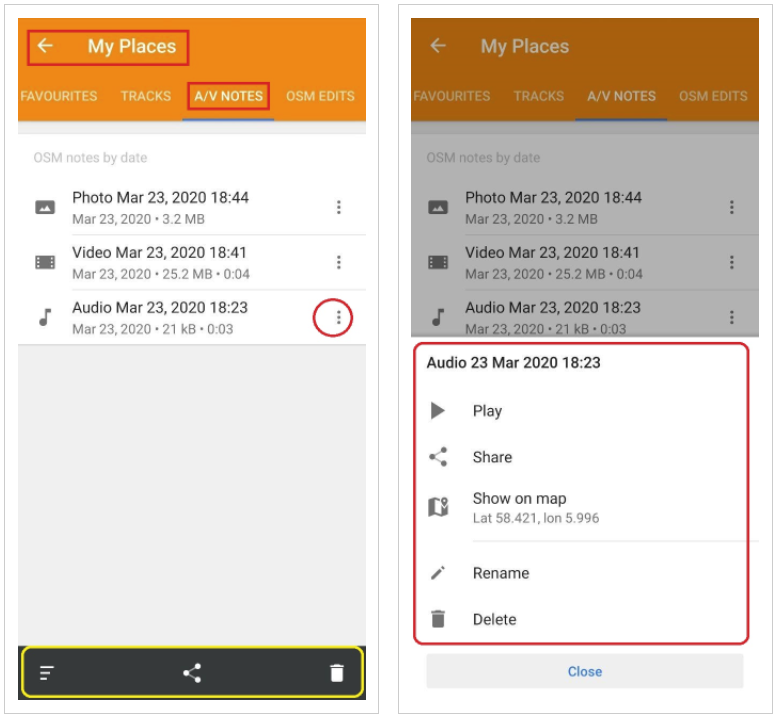 My Places
FAVOURITES TRACKS A/V NOTES OSM EDITS
OSM notes by date
Photo Mar 23, 2020 18:44
Mar 23, 2020 • 3.2 MB
Video Mar 23, 2020 18:41
Mar 23, 2020 • 25.2 MB • 0:04
Audio Mar 23, 2020 18:23
Mar 23, 2020 • 21 kB • 0:03
My Places
FAVOURITES TRACKS A/V NOTES OSM EDITS
OSM notes by date
Photo Mar 23, 2020 18:44
Mar 23, 2020 • 3.2 MB
Video Mar 23, 2020 18:41
Mar 23, 2020 • 25.2 MB • 0:04
Audio Mar 23, 2020 18:23
Mar 23, 2020 • 21 kB • 0:03
Audio 23 Mar 2020 18:23
Play
Share
Show on map
Lat 58.421, lon 5.996
Rename
Delete
Close